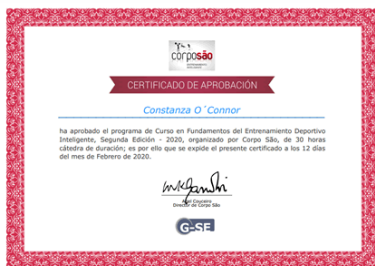 corposão
CERTIFICADO DE APROBACIÓN
Constanza O´Connor
ha aprobado el programa de Curso en Fundamentos del Entrenamiento Deportivo
Inteligente, Segunda Edición - 2020, organizado por Corpo São, de 30 horas
cátedra de duración; es por ello que se expide el presente certificado a los 12 días
del mes de Febrero de 2020.
Couceiro
Director de Corpo São
G-SE